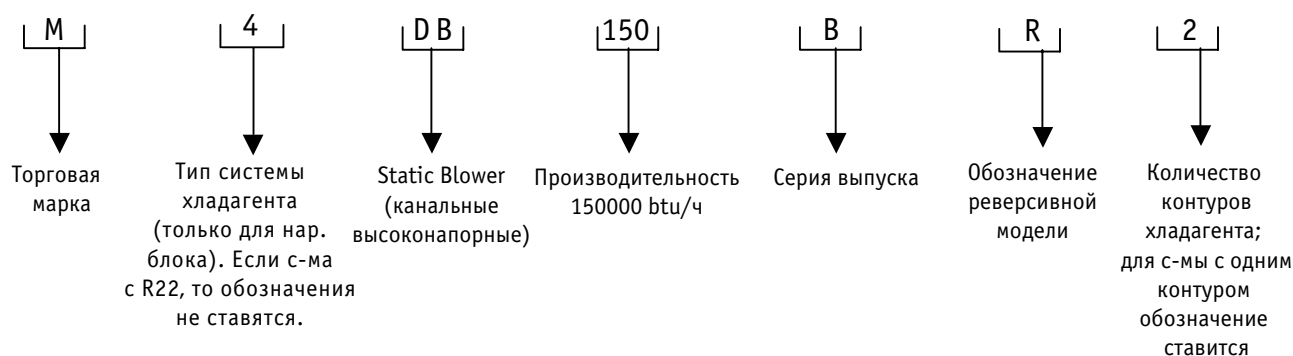 M 4 D B 150 B R 2
Торговая
марка
Тип системы
хладагента
(только для нар.
блока). Если с-ма
с R22, то обозначения
не ставятся.
Static Blower
(канальные
высоконапорные)
Производительность
150000 btu/ч
Серия выпуска
Обозначение
реверсивной
модели
Количество
контуров
хладагента;
для с-мы с одним
контуром
обозначение
ставится